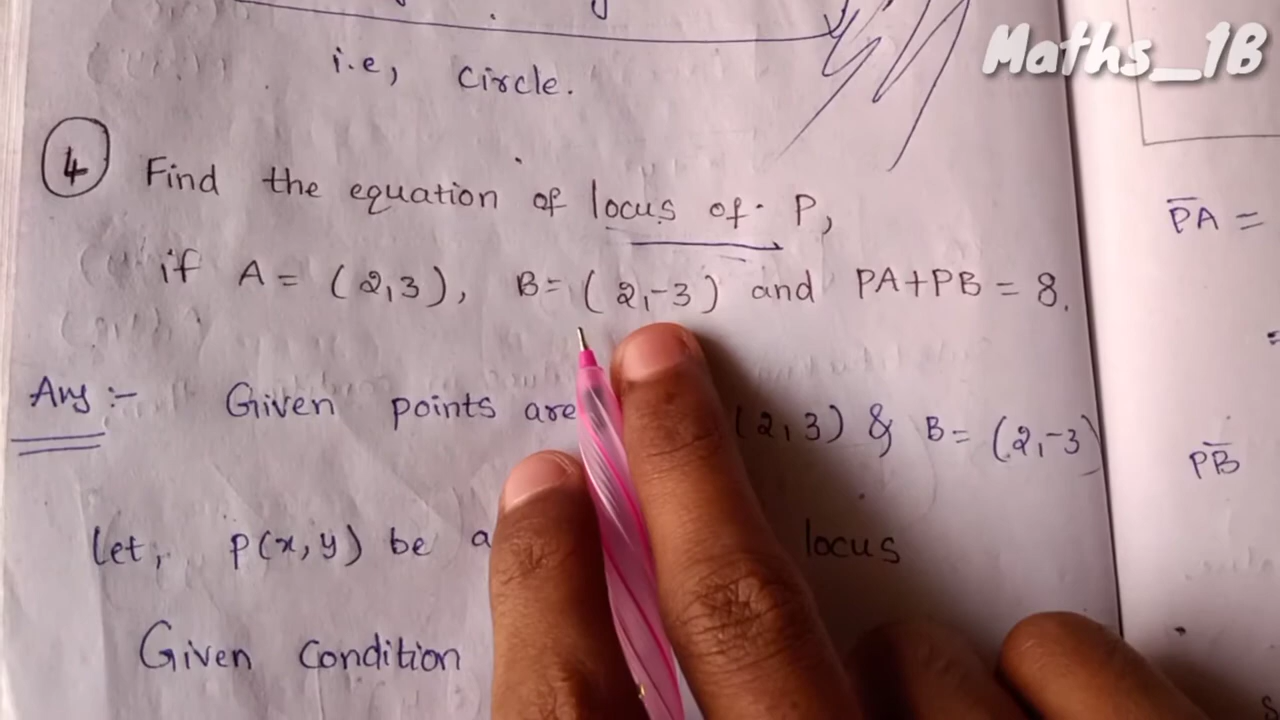 Maths_1B
i.e, Circle.
4 Find the equation of locus of P,
if A = (2,3), B = (2,-3) and PA+PB = 8.
Ans :- Given points are (2,3) & B = (2,-3)
Let, p(x,y) be a locus
Given Condition
PA =
=
PB